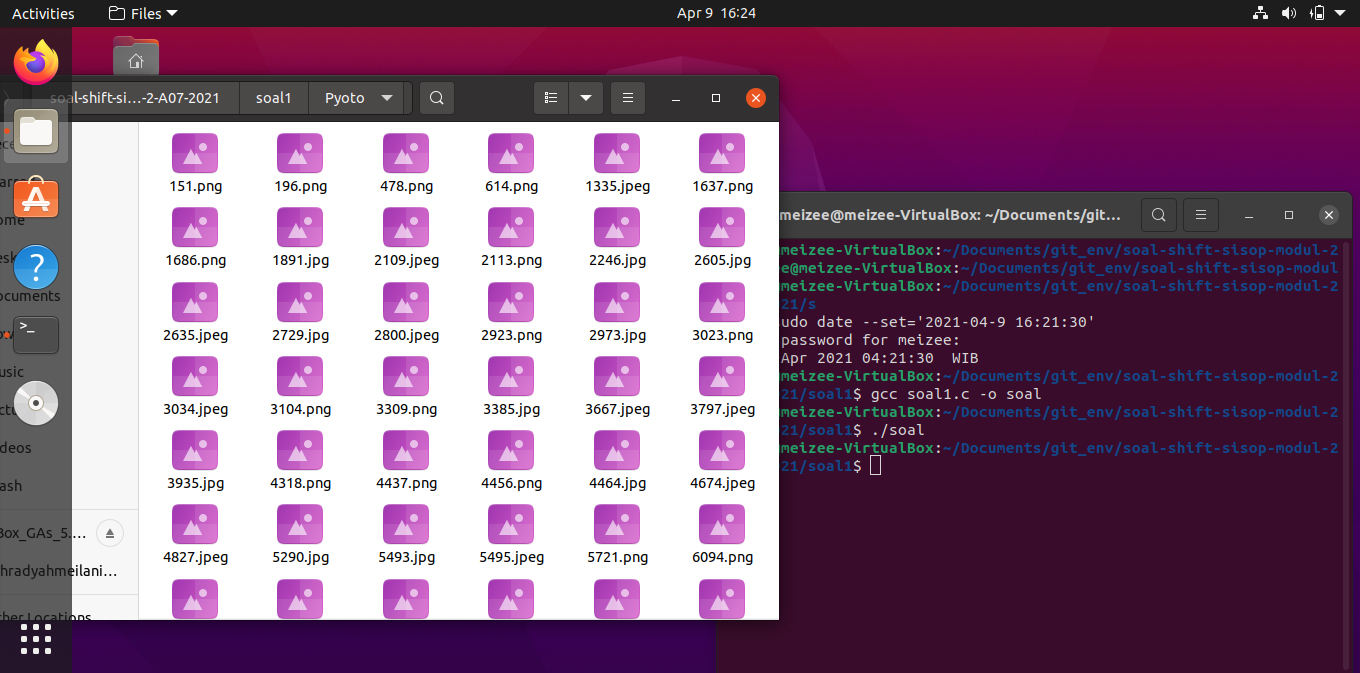 Activities
Files
Apr 9 16:24
soal-shift-si...-2-A07-2021
soal1
Pyoto
151.png
196.png
478.png
614.png
1335.jpeg
1637.png
1686.png
1891.jpg
2109.jpeg
2113.png
2246.jpg
2605.jpg
2635.jpeg
2729.jpg
2800.jpeg
2923.png
2973.jpg
3023.png
3034.jpeg
3104.png
3309.png
3385.jpg
3667.jpeg
3797.jpeg
3935.jpg
4318.png
4437.png
4456.png
4464.jpg
4674.jpeg
4827.jpeg
5290.jpg
5493.jpg
5495.jpeg
5721.png
6094.png
ocuments
usic
deos
ash
Box_GAs_5....
hradyahmeilani...
her Locations
meizee@meizee-VirtualBox: ~/Documents/git...
meizee-VirtualBox:~/Documents/git_env/soal-shift-sisop-modul-2
e@meizee-VirtualBox:~/Documents/git_env/soal-shift-sisop-modul
meizee-VirtualBox:~/Documents/git_env/soal-shift-sisop-modul-2
21/s
udo date --set='2021-04-9 16:21:30'
password for meizee:
Apr 2021 04:21:30 WIB
meizee-VirtualBox:~/Documents/git_env/soal-shift-sisop-modul-2
21/soal1$ gcc soal1.c -o soal
meizee-VirtualBox:~/Documents/git_env/soal-shift-sisop-modul-2
21/soal1$ ./soal
meizee-VirtualBox:~/Documents/git_env/soal-shift-sisop-modul-2
21/soal1$